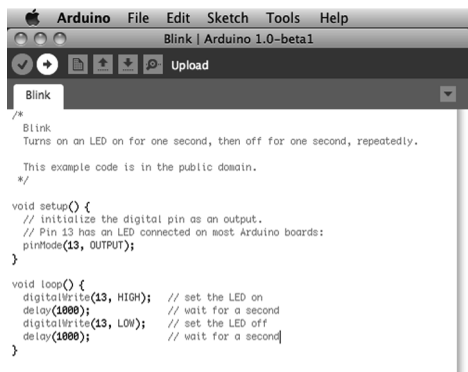 Arduino File Edit Sketch Tools Help
Blink | Arduino 1.0-beta1
Upload
Blink
/*
  Blink
  Turns on an LED on for one second, then off for one second, repeatedly.

  This example code is in the public domain.
 */

void setup() {
  // initialize the digital pin as an output.
  // Pin 13 has an LED connected on most Arduino boards:
  pinMode(13, OUTPUT);
}

void loop() {
  digitalWrite(13, HIGH);   // set the LED on
  delay(1000);              // wait for a second
  digitalWrite(13, LOW);    // set the LED off
  delay(1000);              // wait for a second
}